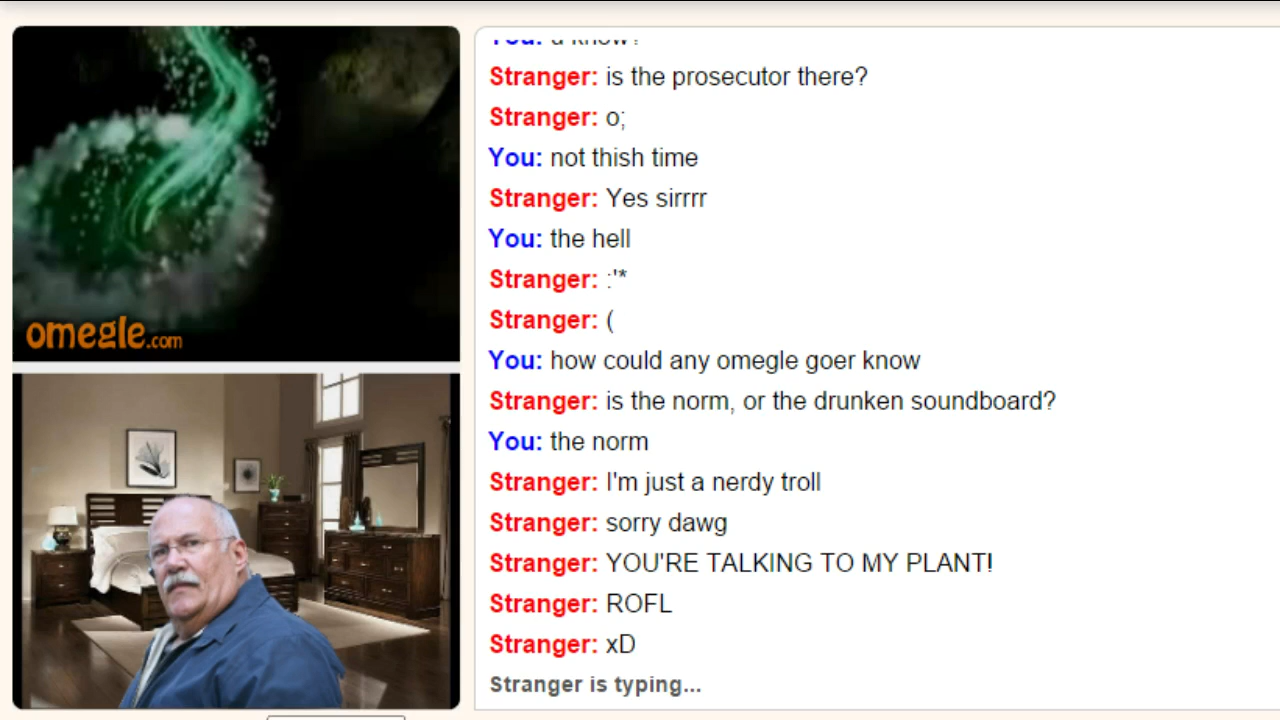 Stranger: is the prosecutor there?
Stranger: o;
You: not thish time
Stranger: Yes sirrrr
You: the hell
Stranger: :'*
Stranger: (
You: how could any omegle goer know
Stranger: is the norm, or the drunken soundboard?
You: the norm
Stranger: I'm just a nerdy troll
Stranger: sorry dawg
Stranger: YOU'RE TALKING TO MY PLANT!
Stranger: ROFL
Stranger: xD
Stranger is typing...
omegle.com